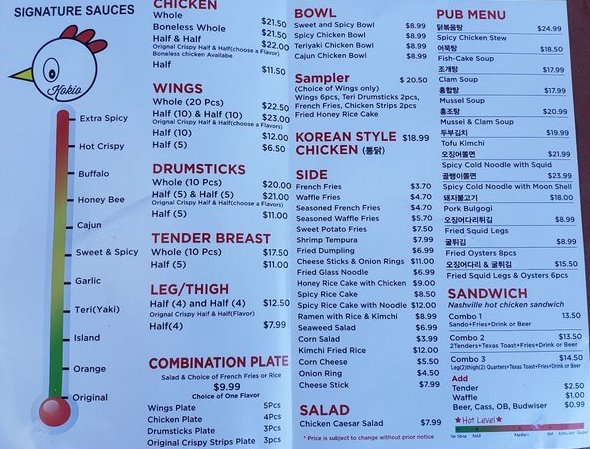 SIGNATURE SAUCES
Kokio
Extra Spicy
Hot Crispy
Buffalo
Honey Bee
Cajun
Sweet & Spicy
Garlic
Teri(Yaki)
Island
Orange
Original
CHICKEN
Whole $21.50
Boneless Whole $21.50
Half & Half $22.00
Orignal Crispy Half & Half(choose a Flavor)
Boneless chicken Availabe
Half $11.50
WINGS
Whole (20 Pcs) $22.50
Half (10) & Half (10) $23.00
Orignal Crispy Half & Half(choose a Flavors)
Half (10) $12.00
Half (5) $6.50
DRUMSTICKS
Whole (10 Pcs) $20.00
Half (5) & Half (5) $21.00
Orignal Crispy Half & Half(choose a Flavors)
Half (5) $11.00
TENDER BREAST
Whole (10 Pcs) $17.50
Half (5) $11.00
LEG/THIGH
Half (4) and Half (4) $12.50
Orignal Crispy Half & Half(Flavor)
Half(4) $7.99
COMBINATION PLATE
Salad & Choice of French Fries or Rice
$9.99
Choice of One Flavor
Wings Plate 5Pcs
Chicken Plate 4Pcs
Drumsticks Plate 3Pcs
Original Crispy Strips Plate 3pcs
BOWL
Sweet and Spicy Bowl $8.99
Spicy Chicken Bowl $8.99
Teriyaki Chicken Bowl $8.99
Cajun Chicken Bowl $8.99
Sampler $ 20.50
(Choice of Wings only)
Wings 6pcs, Teri Drumsticks 2pcs,
French Fries, Chicken Strips 2pcs
Fried Honey Rice Cake
KOREAN STYLE $18.99
CHICKEN (통닭)
SIDE
French Fries $3.70
Waffle Fries $4.70
Seasoned French Fries $4.70
Seasoned Waffle Fries $5.70
Sweet Potato Fries $7.50
Shrimp Tempura $7.99
Fried Dumpling $6.99
Cheese Sticks & Onion Rings $11.00
Fried Glass Noodle $6.99
Honey Rice Cake with Chicken $9.00
Spicy Rice Cake $8.50
Spicy Rice Cake with Noodle $12.00
Ramen with Rice & Kimchi $8.99
Seaweed Salad $6.99
Corn Salad $3.99
Kimchi Fried Rice $12.00
Corn Cheese $5.50
Onion Ring $4.50
Cheese Stick $7.99
SALAD
Chicken Caesar Salad $7.99
* Price is subject to change without prior notice
PUB MENU
닭볶음탕 $24.99
Spicy Chicken Stew
어묵탕 $18.50
Fish-Cake Soup
조개탕 $17.99
Clam Soup
홍합탕 $17.99
Mussel Soup
홍조탕 $20.99
Mussel & Clam Soup
두부김치 $19.99
Tofu Kimchi
오징어쫄면 $21.99
Spicy Cold Noodle with Squid
골뱅이쫄면 $23.99
Spicy Cold Noodle with Moon Shell
돼지불고기 $18.00
Pork Bulgogi
오징어다리튀김 $8.99
Fried Squid Legs
굴튀김 $8.99
Fried Oysters 8pcs
오징어다리 & 굴튀김 $15.50
Fried Squid Legs & Oysters 6pcs
SANDWICH
Nashville hot chicken sandwich
Combo 1 13.50
Sando+Fries+Drink or Beer
Combo 2 $13.50
2Tenders+Texas Toast+Fries+Drink or Beer
Combo 3 $14.50
Leg(2)thigh(2) Quarters+Texas Toast+Fries+Drink or Beer
Add
Tender $2.50
Waffle $1.00
Beer, Cass, OB, Budwiser $0.99
★Hot Level★
Mild Medium Hot